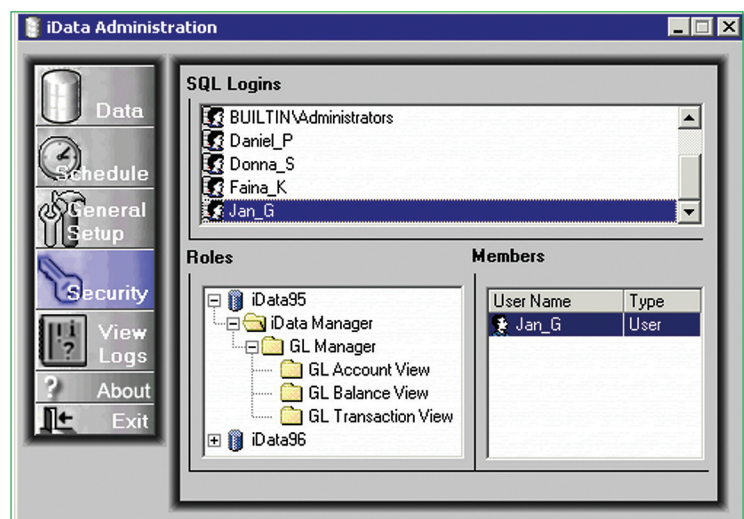 iData Administration
Data
Schedule
General
Setup
Security
View
Logs
About
Exit
SQL Logins
BUILTIN\Administrators
Daniel_P
Donna_S
Faina_K
Jan_G
Roles
iData95
iData Manager
GL Manager
GL Account View
GL Balance View
GL Transaction View
iData96
Members
User Name Type
Jan_G User